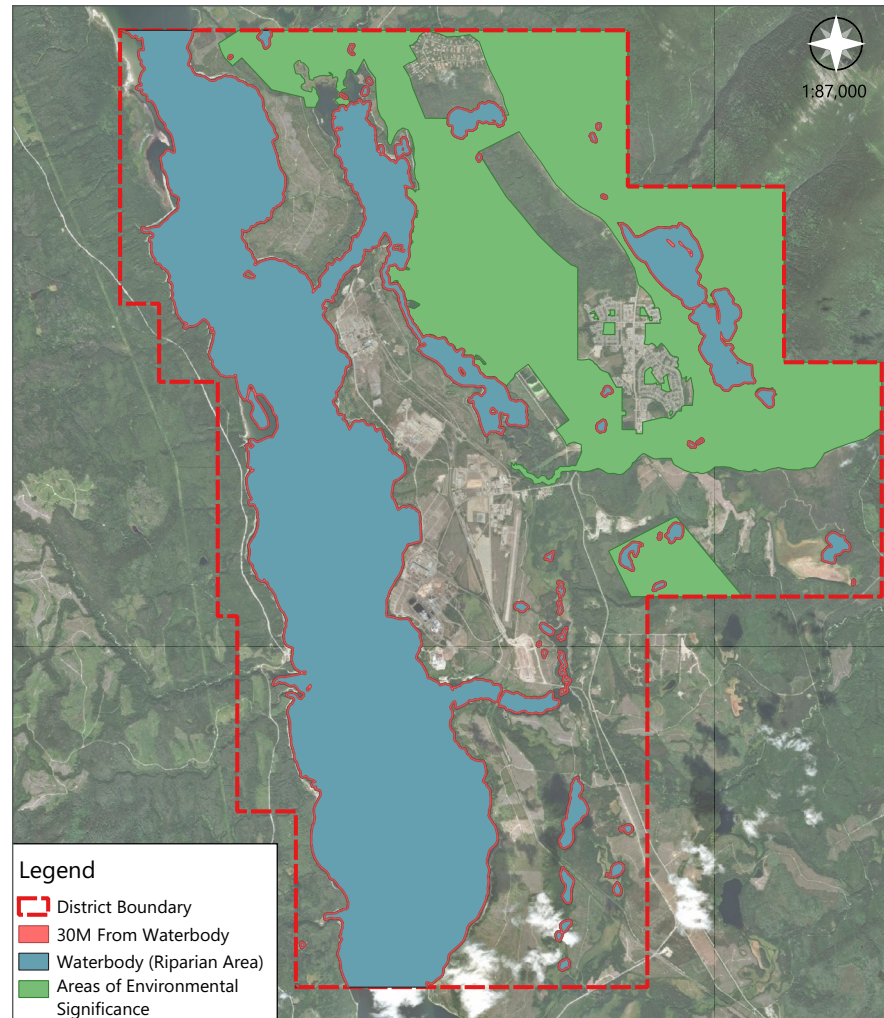 1:87,000
Legend
District Boundary
30M From Waterbody
Waterbody (Riparian Area)
Areas of Environmental
Significance